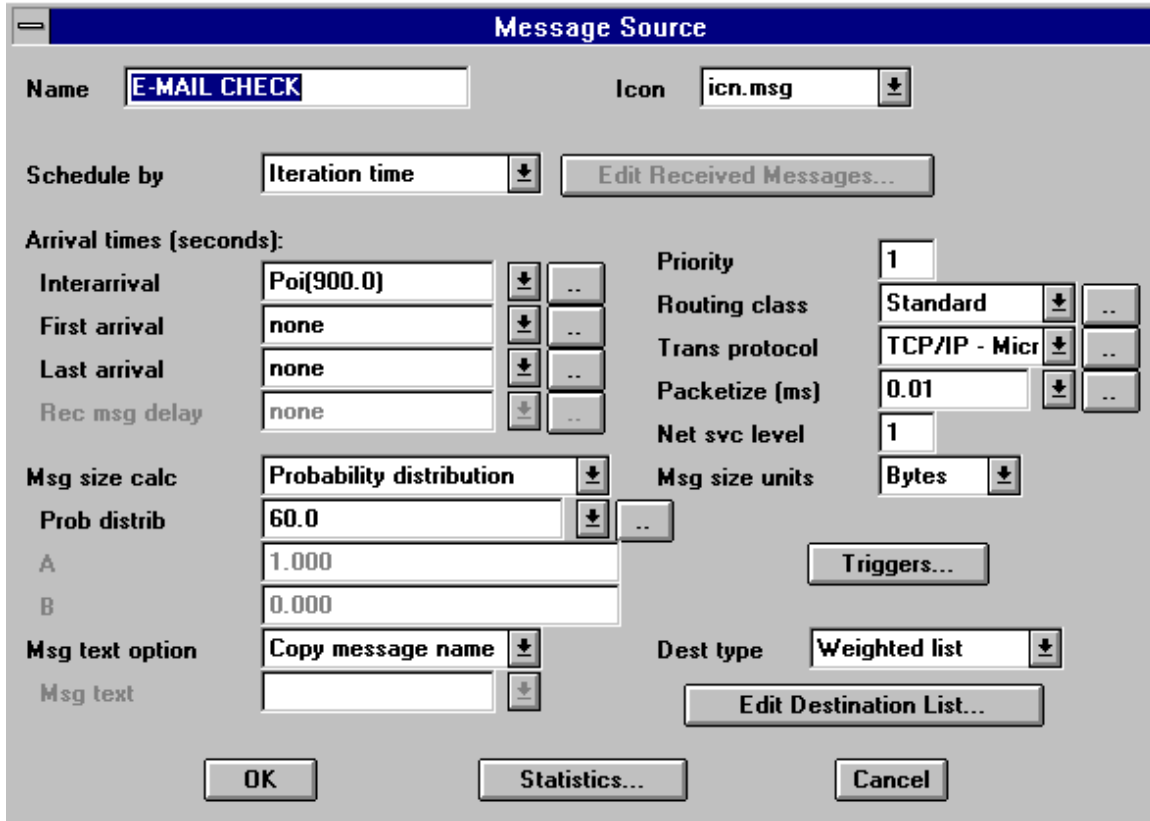 Message Source
Name E-MAIL CHECK Icon icn.msg
Schedule by Iteration time Edit Received Messages...
Arrival times (seconds):
Interarrival Poi(900.0) ..
First arrival none ..
Last arrival none ..
Rec msg delay none ..
Priority 1
Routing class Standard ..
Trans protocol TCP/IP - Micr ..
Packetize (ms) 0.01 ..
Net svc level 1
Msg size calc Probability distribution Msg size units Bytes
Prob distrib 60.0 ..
A 1.000
B 0.000
Triggers...
Msg text option Copy message name Dest type Weighted list
Msg text
Edit Destination List...
OK Statistics... Cancel